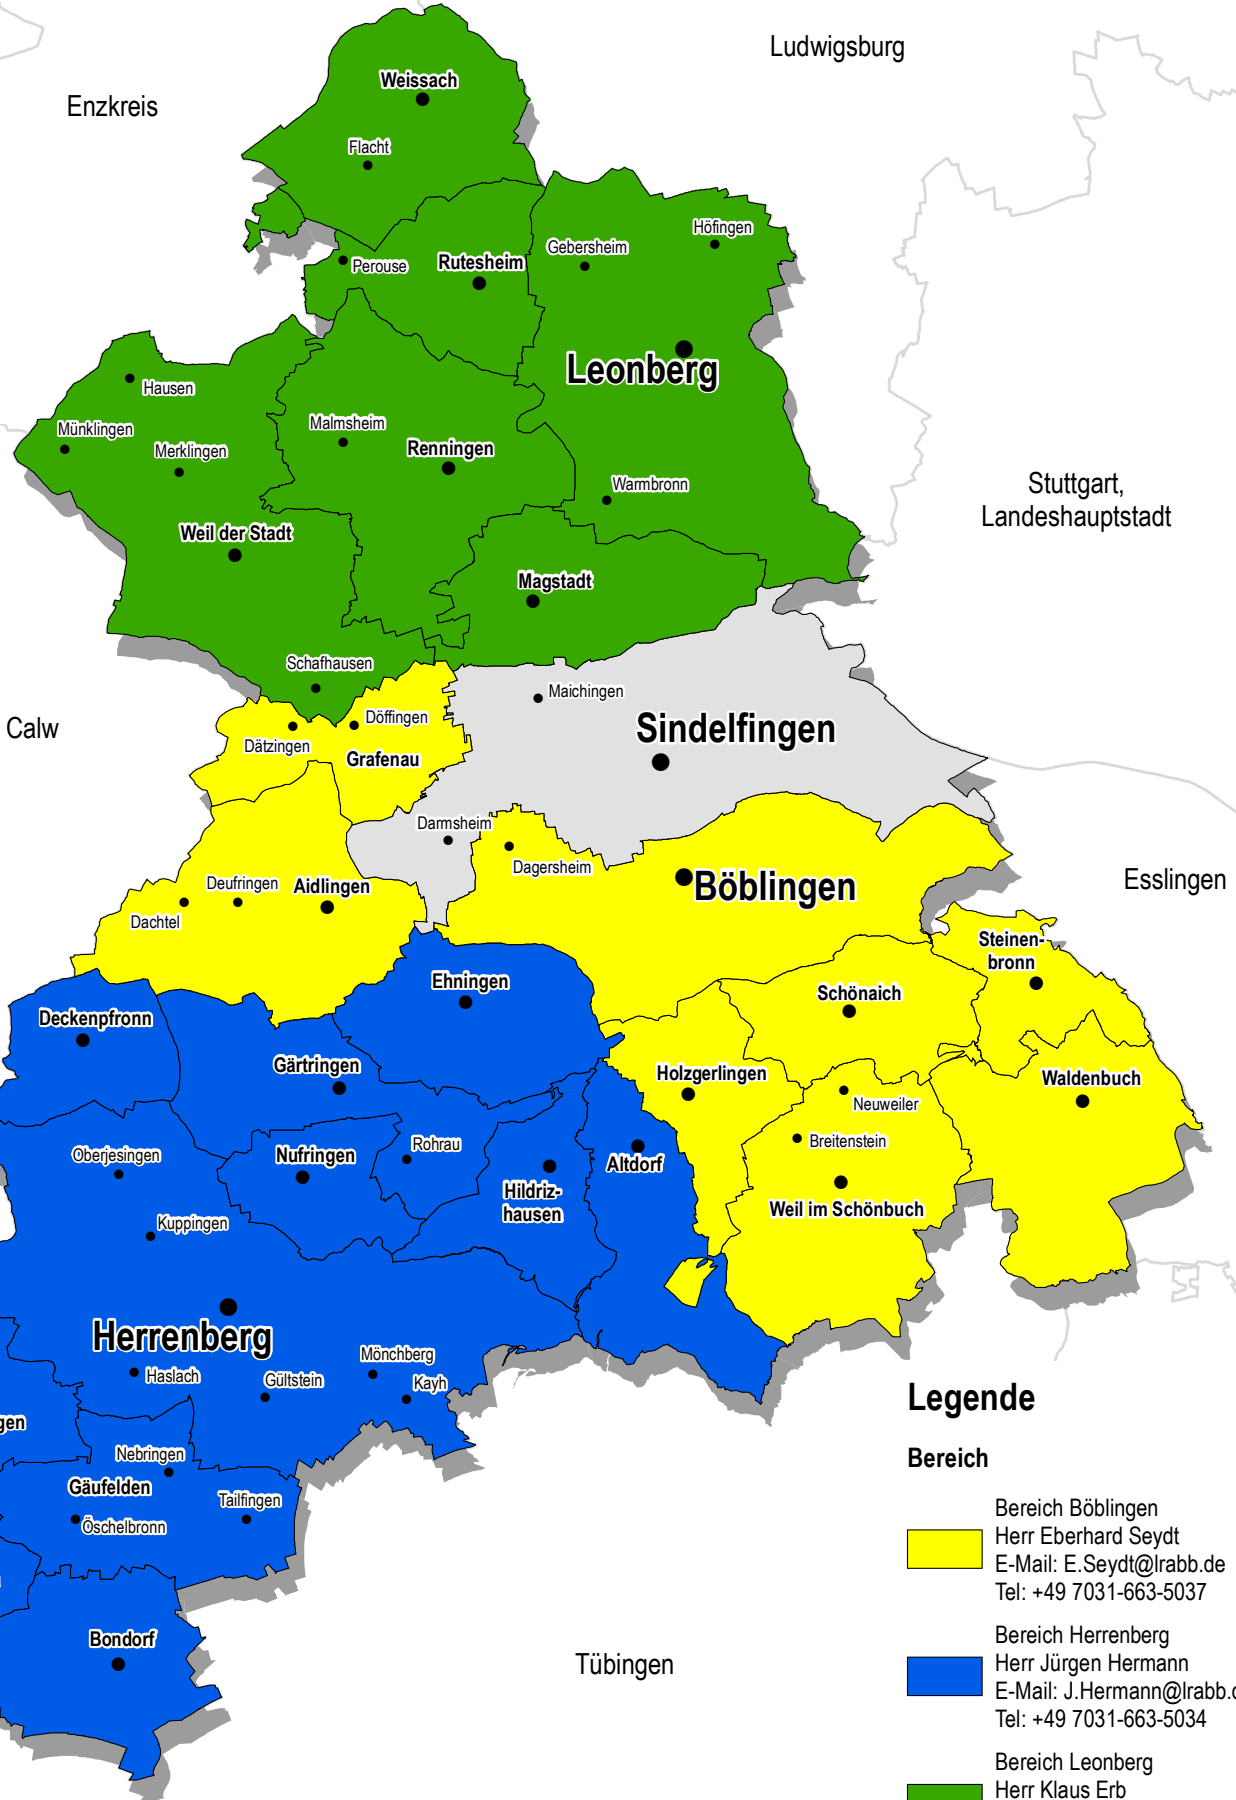 Ludwigsburg
Enzkreis
Weissach
Flacht
Höfingen
Gebersheim
Perouse
Rutesheim
Leonberg
Hausen
Münklingen
Malmsheim
Merklingen
Renningen
Warmbronn
Stuttgart,
Landeshauptstadt
Weil der Stadt
Magstadt
Schafhausen
Maichingen
Calw
Döffingen
Dätzingen
Grafenau
Sindelfingen
Darmsheim
Dagersheim
Esslingen
Deufringen
Aidlingen
Böblingen
Dachtel
Steinen-
bronn
Ehningen
Schönaich
Deckenpfronn
Gärtringen
Holzgerlingen
Waldenbuch
Neuweiler
Breitenstein
Rohrau
Oberjesingen
Nufringen
Altdorf
Hildriz-
hausen
Weil im Schönbuch
Kuppingen
Herrenberg
Mönchberg
Haslach
Gültstein
Kayh
gen
Nebringen
Gäufelden
Tailfingen
Öschelbronn
Bondorf
Tübingen
Legende
Bereich
Bereich Böblingen
Herr Eberhard Seydt
E-Mail: E.Seydt@lrabb.de
Tel: +49 7031-663-5037
Bereich Herrenberg
Herr Jürgen Hermann
E-Mail: J.Hermann@lrabb.
Tel: +49 7031-663-5034
Bereich Leonberg
Herr Klaus Erb